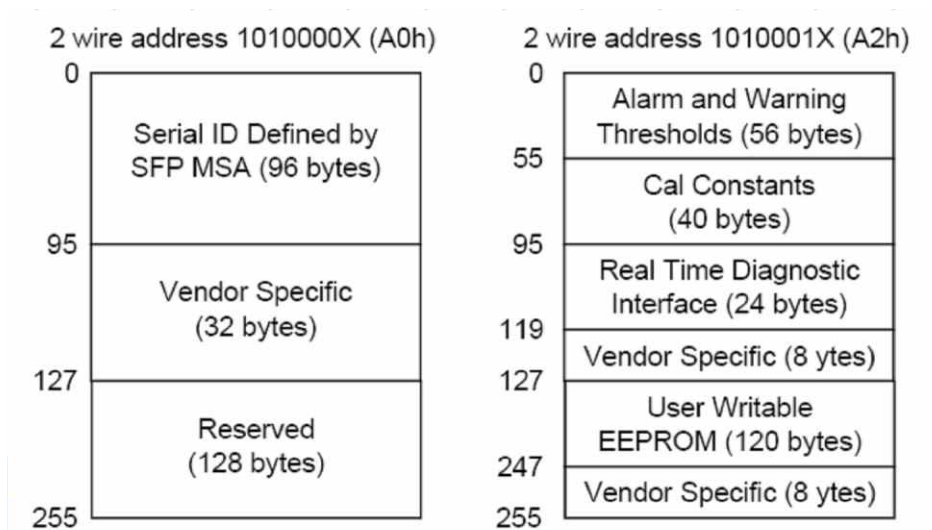 2 wire address 1010000X (A0h)
0
Serial ID Defined by
SFP MSA (96 bytes)
95
Vendor Specific
(32 bytes)
127
Reserved
(128 bytes)
255
2 wire address 1010001X (A2h)
0
Alarm and Warning
Thresholds (56 bytes)
55
Cal Constants
(40 bytes)
95
Real Time Diagnostic
Interface (24 bytes)
119
Vendor Specific (8 ytes)
127
User Writable
EEPROM (120 bytes)
247
Vendor Specific (8 ytes)
255